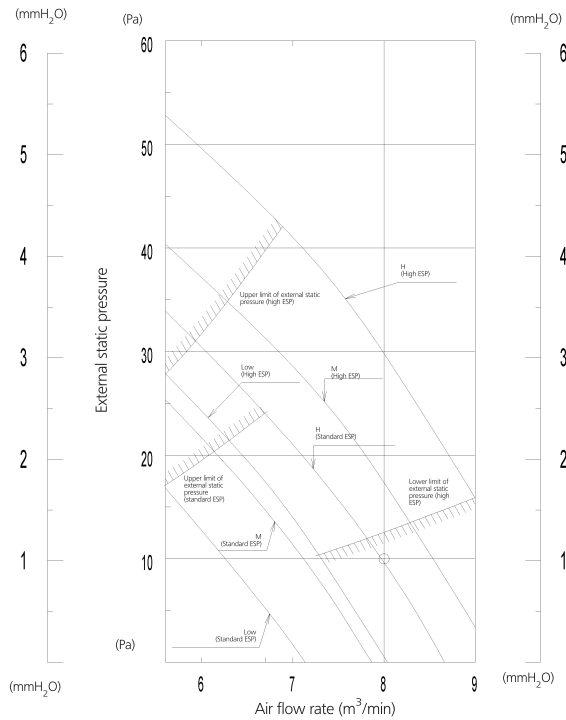 (mmH₂O)
(Pa)
(mmH₂O)
6
60
6
5
50
5
4
40
4
H
(High ESP)
Upper limit of external static
pressure (high ESP)
External static pressure
3
30
3
Low
(High ESP)
M
(High ESP)
H
(Standard ESP)
2
20
2
Upper limit of
external static
pressure
(standard ESP)
Lower limit of
external static
pressure (high
ESP)
M
(Standard ESP)
1
10
1
Low
(Standard ESP)
(Pa)
(mmH₂O)
6
7
8
9
(mmH₂O)
Air flow rate (m³/min)